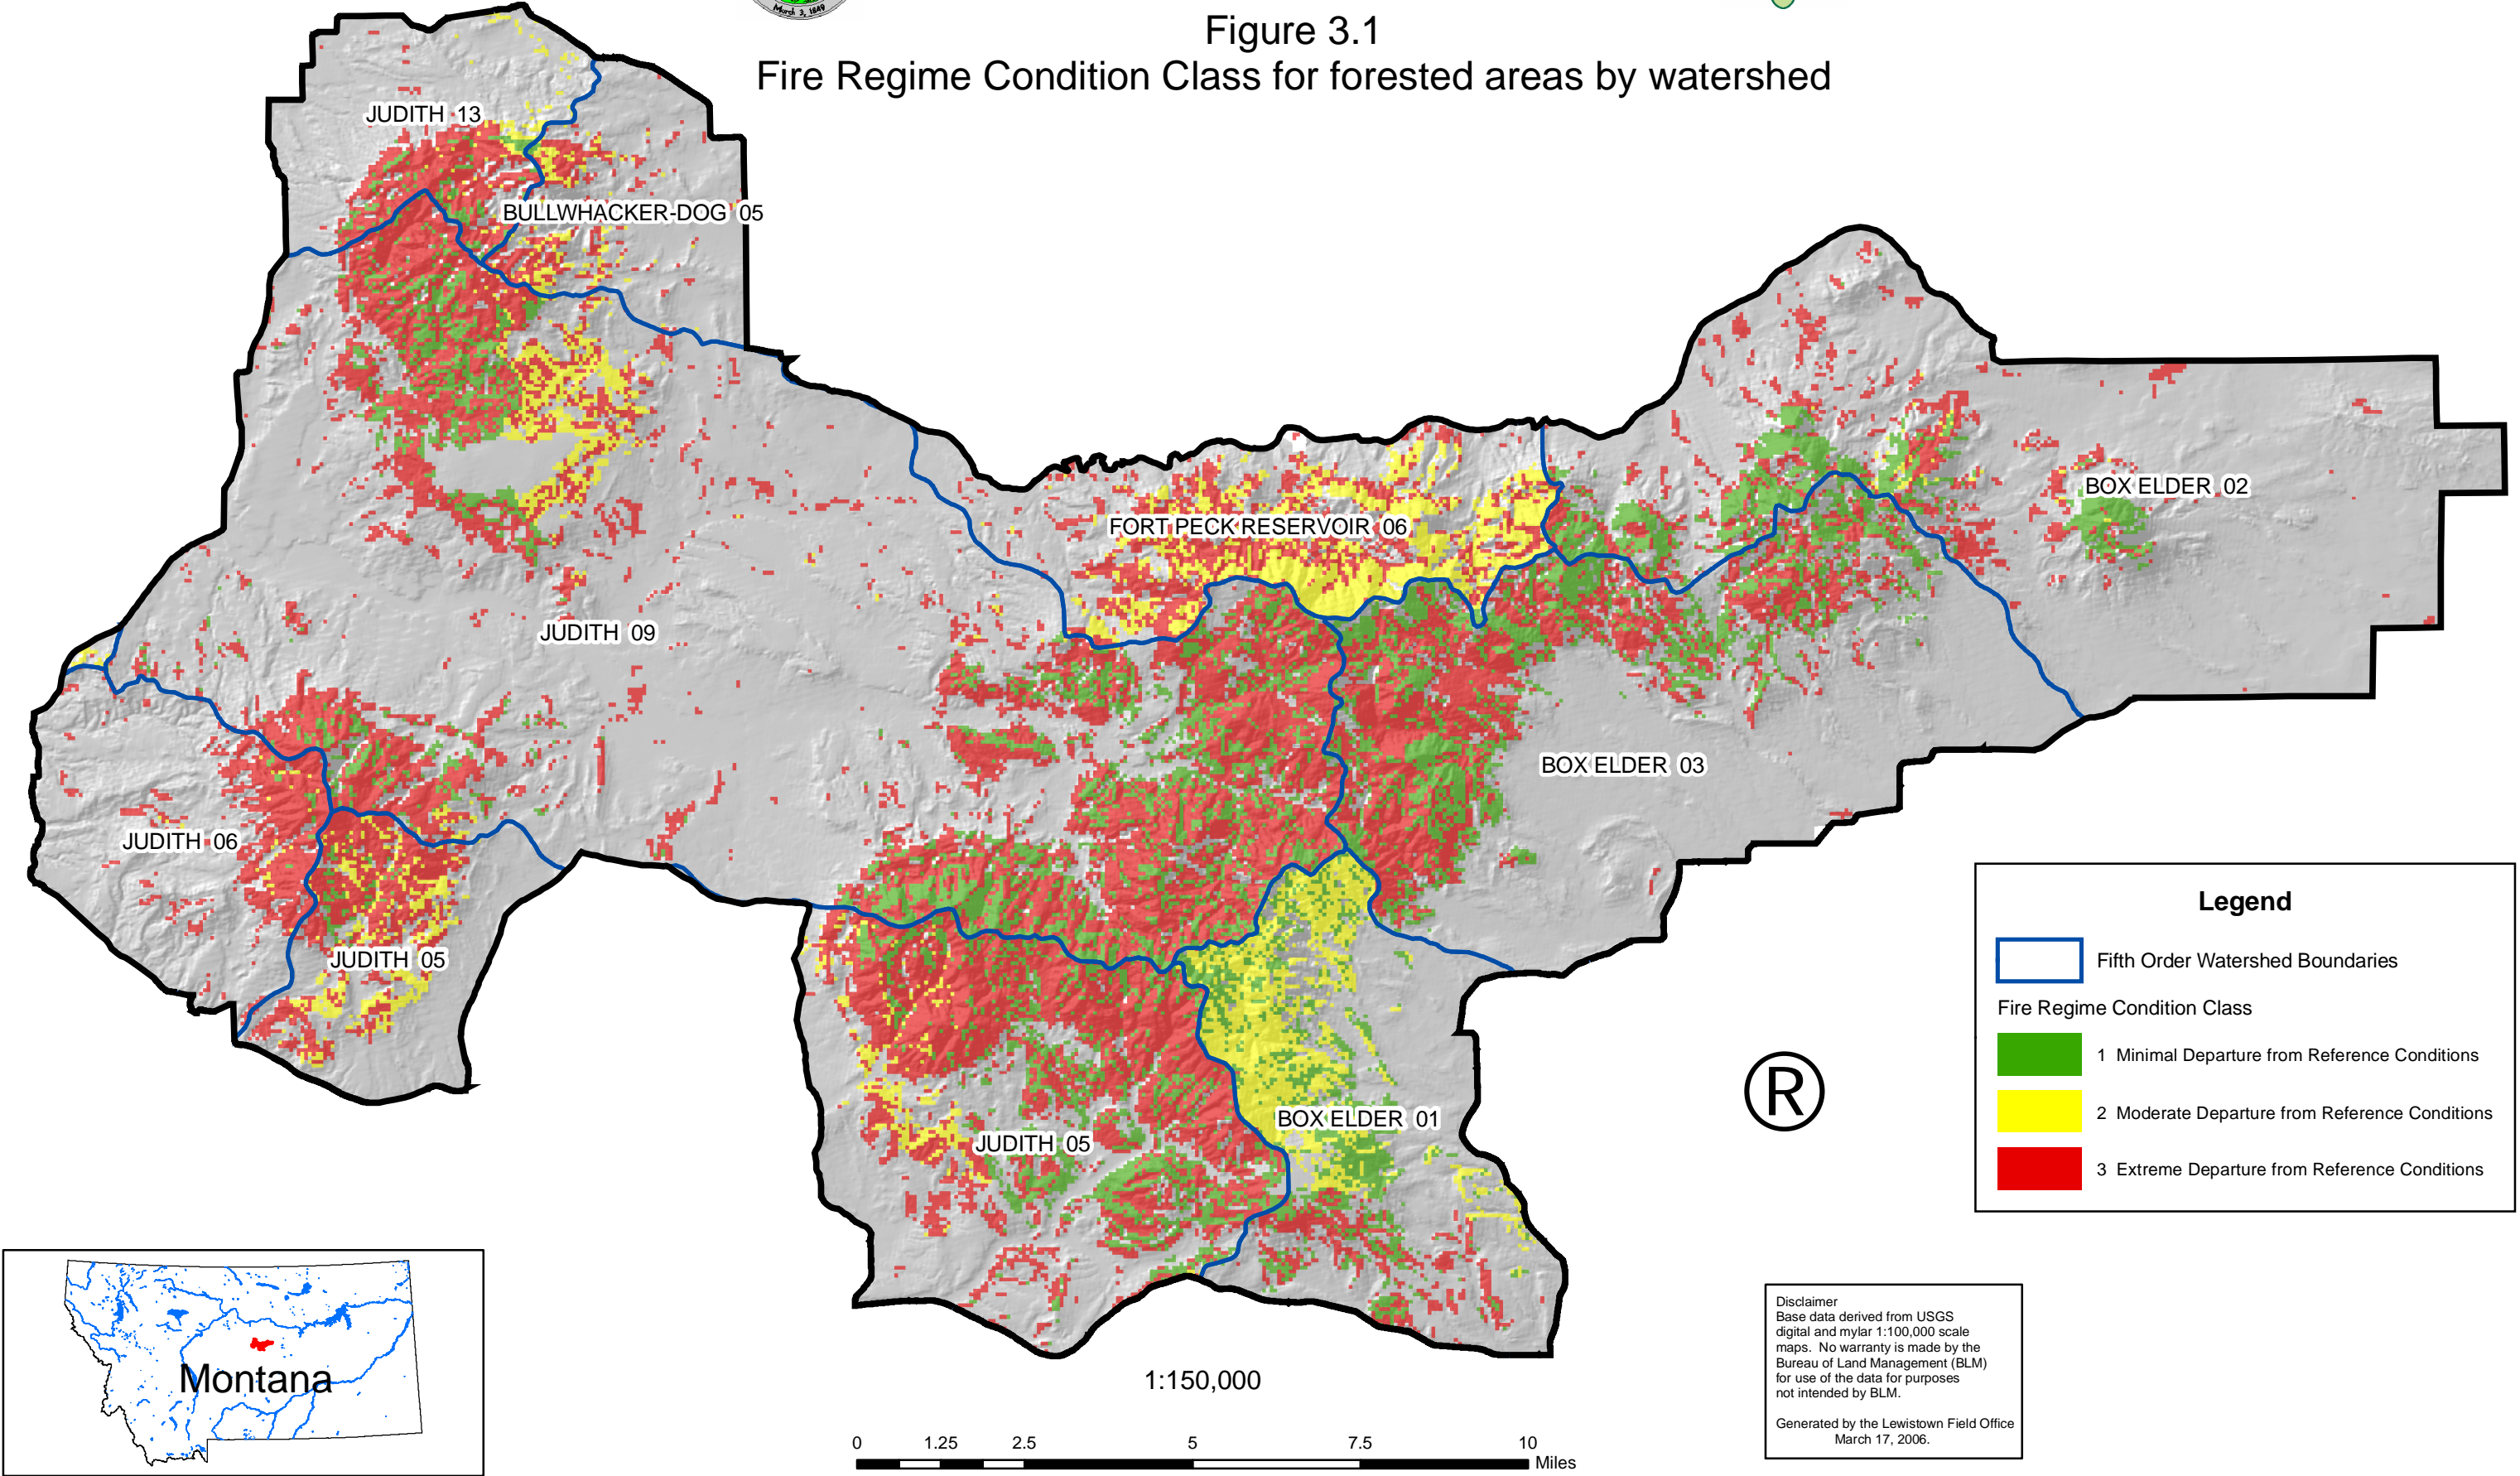 March 3, 1849
Figure 3.1
Fire Regime Condition Class for forested areas by watershed
JUDITH 13
BULLWHACKER-DOG 05
BOX ELDER 02
FORT PECK RESERVOIR 06
JUDITH 09
BOX ELDER 03
JUDITH 06
JUDITH 05
BOX ELDER 01
JUDITH 05
Legend
Fifth Order Watershed Boundaries
Fire Regime Condition Class
1 Minimal Departure from Reference Conditions
2 Moderate Departure from Reference Conditions
3 Extreme Departure from Reference Conditions
®
Montana
1:150,000
0 1.25 2.5 5 7.5 10
Miles
Disclaimer
Base data derived from USGS
digital and mylar 1:100,000 scale
maps. No warranty is made by the
Bureau of Land Management (BLM)
for use of the data for purposes
not intended by BLM.
Generated by the Lewistown Field Office
March 17, 2006.